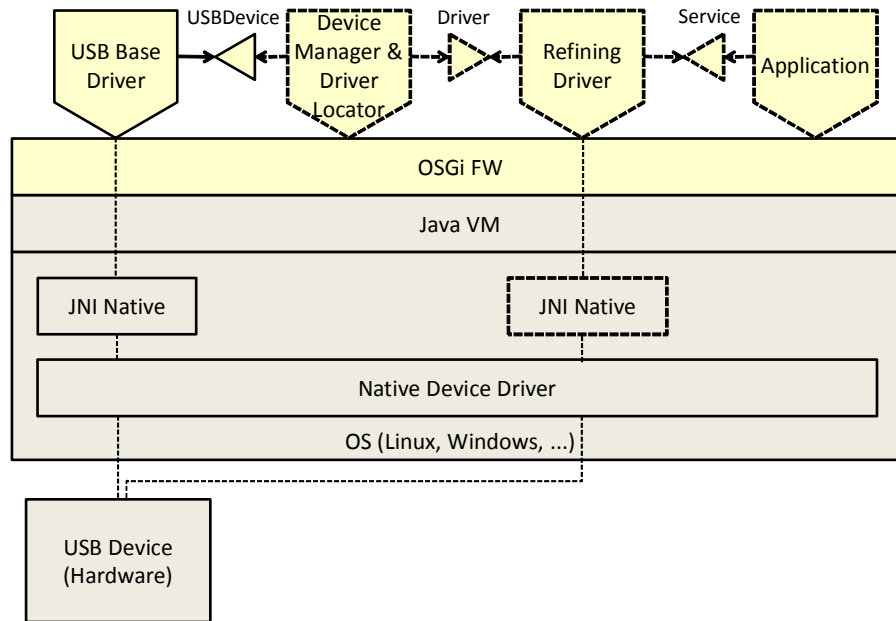 USBDevice
Driver
Service
USB Base
Driver
Device
Manager &
Driver
Locator
Refining
Driver
Application
OSGi FW
Java VM
JNI Native
JNI Native
Native Device Driver
OS (Linux, Windows, ...)
USB Device
(Hardware)